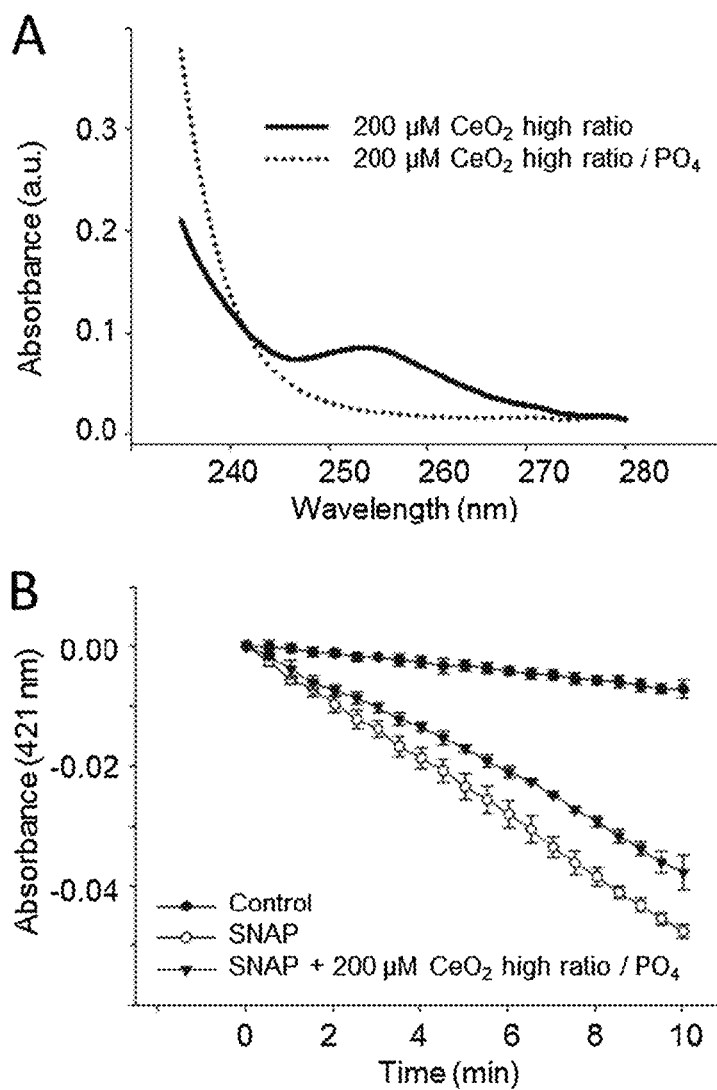 A
Absorbance (a.u.)
0.3
0.2
0.1
0.0
200 µM CeO₂ high ratio
200 µM CeO₂ high ratio / PO₄
240 250 260 270 280
Wavelength (nm)
B
Absorbance (421 nm)
0.00
-0.02
-0.04
Control
SNAP
SNAP + 200 µM CeO₂ high ratio / PO₄
0 2 4 6 8 10
Time (min)